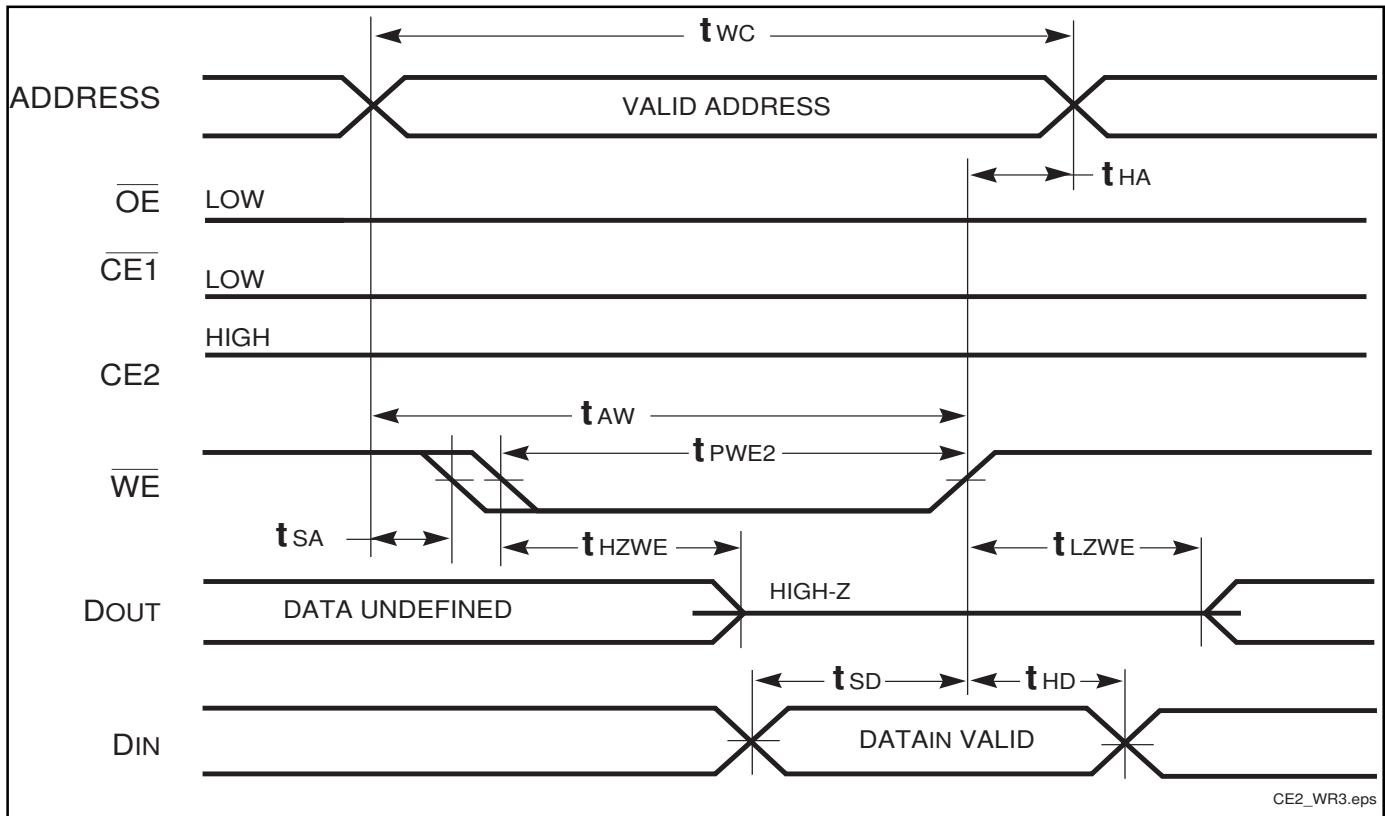 tWC
ADDRESS
VALID ADDRESS
tHA
OE
LOW
CE1
LOW
HIGH
CE2
tAW
tPWE2
WE
tSA
tHZWE
tLZWE
DOUT
DATA UNDEFINED
HIGH-Z
tSD
tHD
DIN
DATAIN VALID
CE2_WR3.eps